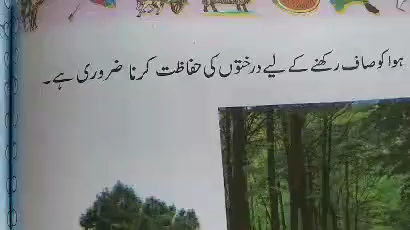 ہوا کو صاف رکھنے کے لیے درختوں کی حفاظت کرنا ضروری ہے۔